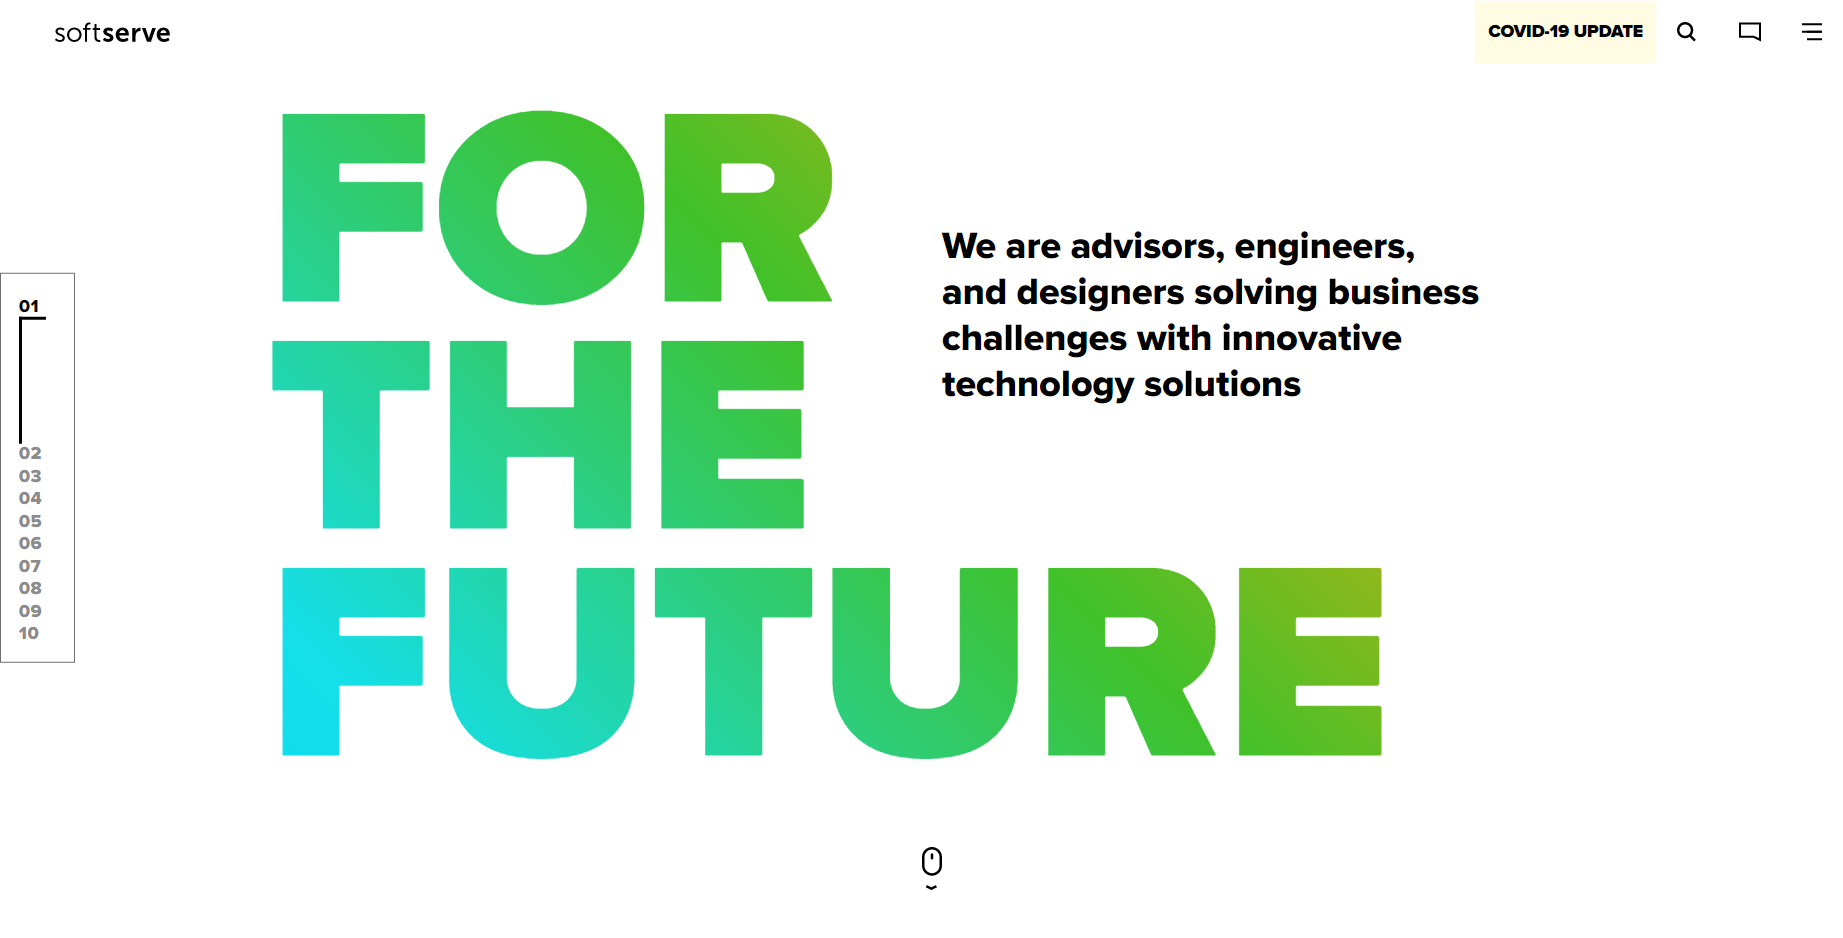 softserve
COVID-19 UPDATE
FOR
THE
FUTURE
We are advisors, engineers,
and designers solving business
challenges with innovative
technology solutions
01
02
03
04
05
06
07
08
09
10